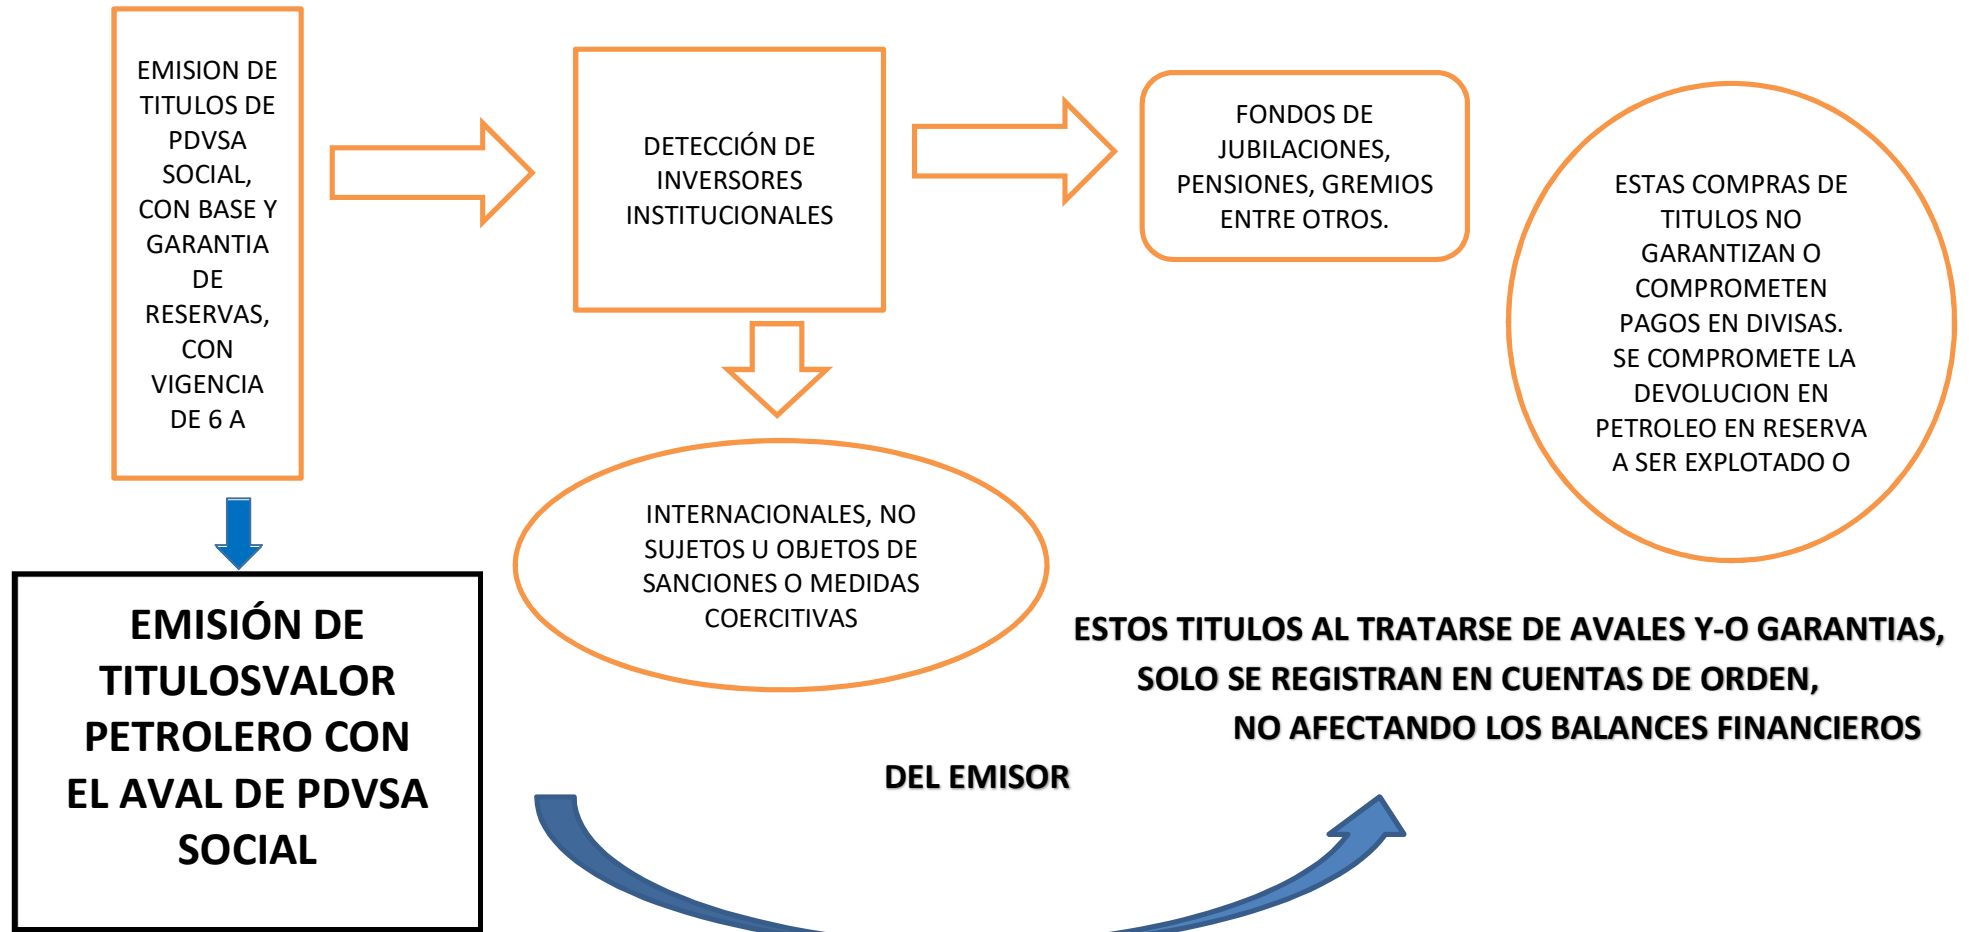 EMISION DE
TITULOS DE
PDVSA
SOCIAL,
CON BASE Y
GARANTIA
DE
RESERVAS,
CON
VIGENCIA
DE 6 A
DETECCIÓN DE
INVERSORES
INSTITUCIONALES
FONDOS DE
JUBILACIONES,
PENSIONES, GREMIOS
ENTRE OTROS.
ESTAS COMPRAS DE
TITULOS NO
GARANTIZAN O
COMPROMETEN
PAGOS EN DIVISAS.
SE COMPROMETE LA
DEVOLUCION EN
PETROLEO EN RESERVA
A SER EXPLOTADO O
INTERNACIONALES, NO
SUJETOS U OBJETOS DE
SANCIONES O MEDIDAS
COERCITIVAS
EMISIÓN DE
TITULOSVALOR
PETROLERO CON
EL AVAL DE PDVSA
SOCIAL
ESTOS TITULOS AL TRATARSE DE AVALES Y-O GARANTIAS,
SOLO SE REGISTRAN EN CUENTAS DE ORDEN,
NO AFECTANDO LOS BALANCES FINANCIEROS
DEL EMISOR